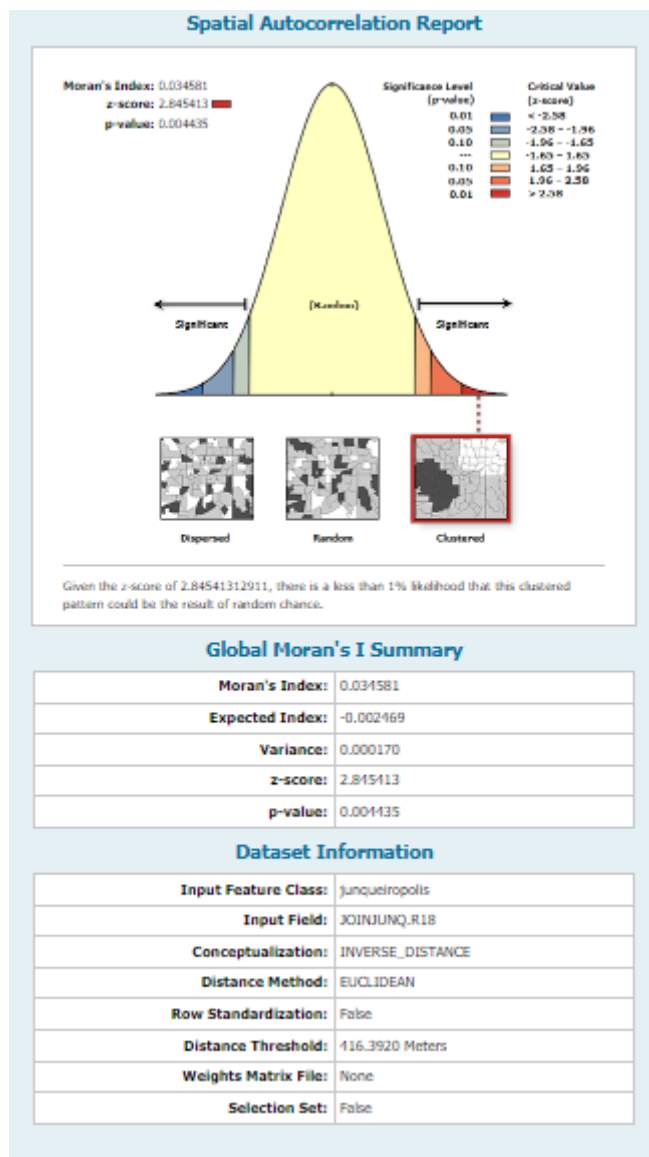 Spatial Autocorrelation Report
Moran's Index: 0.034581
z-score: 2.845413
p-value: 0.004435
Significance Level
(p-value)
Critical Value
(z-score)
0.01 < -2.58
0.05 -2.58 - -1.96
0.10 -1.96 - -1.65
--- -1.65 - 1.65
0.10 1.65 - 1.96
0.05 1.96 - 2.58
0.01 > 2.58
Significant
(Random)
Significant
Dispersed
Random
Clustered
Given the z-score of 2.84541312911, there is a less than 1% likelihood that this clustered
pattern could be the result of random chance.
Global Moran's I Summary
Moran's Index: 0.034581
Expected Index: -0.002469
Variance: 0.000170
z-score: 2.845413
p-value: 0.004435
Dataset Information
Input Feature Class: junqueiropolis
Input Field: JOINJUNQ.R18
Conceptualization: INVERSE_DISTANCE
Distance Method: EUCLIDEAN
Row Standardization: False
Distance Threshold: 416.3920 Meters
Weights Matrix File: None
Selection Set: False